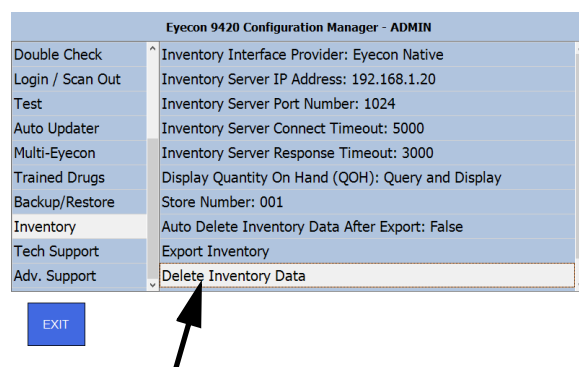 Eyecon 9420 Configuration Manager - ADMIN
Double Check
Inventory Interface Provider: Eyecon Native
Login / Scan Out
Inventory Server IP Address: 192.168.1.20
Test
Inventory Server Port Number: 1024
Auto Updater
Inventory Server Connect Timeout: 5000
Multi-Eyecon
Inventory Server Response Timeout: 3000
Trained Drugs
Display Quantity On Hand (QOH): Query and Display
Backup/Restore
Store Number: 001
Inventory
Auto Delete Inventory Data After Export: False
Tech Support
Export Inventory
Adv. Support
Delete Inventory Data
EXIT